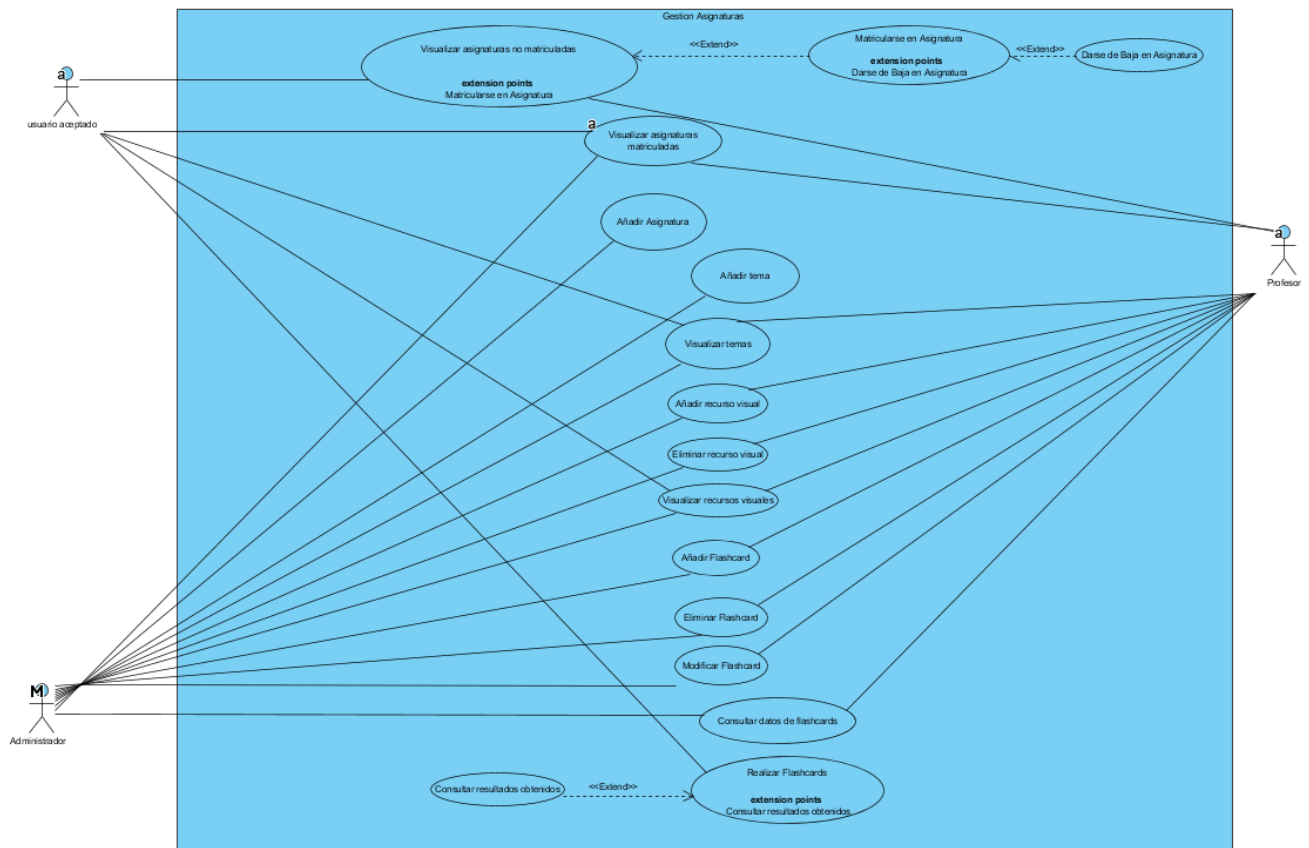 Gestion Asignaturas
Visualizar asignaturas no matriculadas
extension points
Matricularse en Asignatura
<<Extend>>
Matricularse en Asignatura
extension points
Darse de Baja en Asignatura
<<Extend>>
Darse de Baja en Asignatura
a
usuario aceptado
a
Visualizar asignaturas
matriculadas
Añadir Asignatura
a
Profesor
Añadir tema
Visualizar temas
Añadir recurso visual
Eliminar recurso visual
Visualizar recursos visuales
Añadir Flashcard
Eliminar Flashcard
Modificar Flashcard
M
Administrador
Consultar datos de flashcards
Consultar resultados obtenidos
<<Extend>>
Realizar Flashcards
extension points
Consultar resultados obtenidos